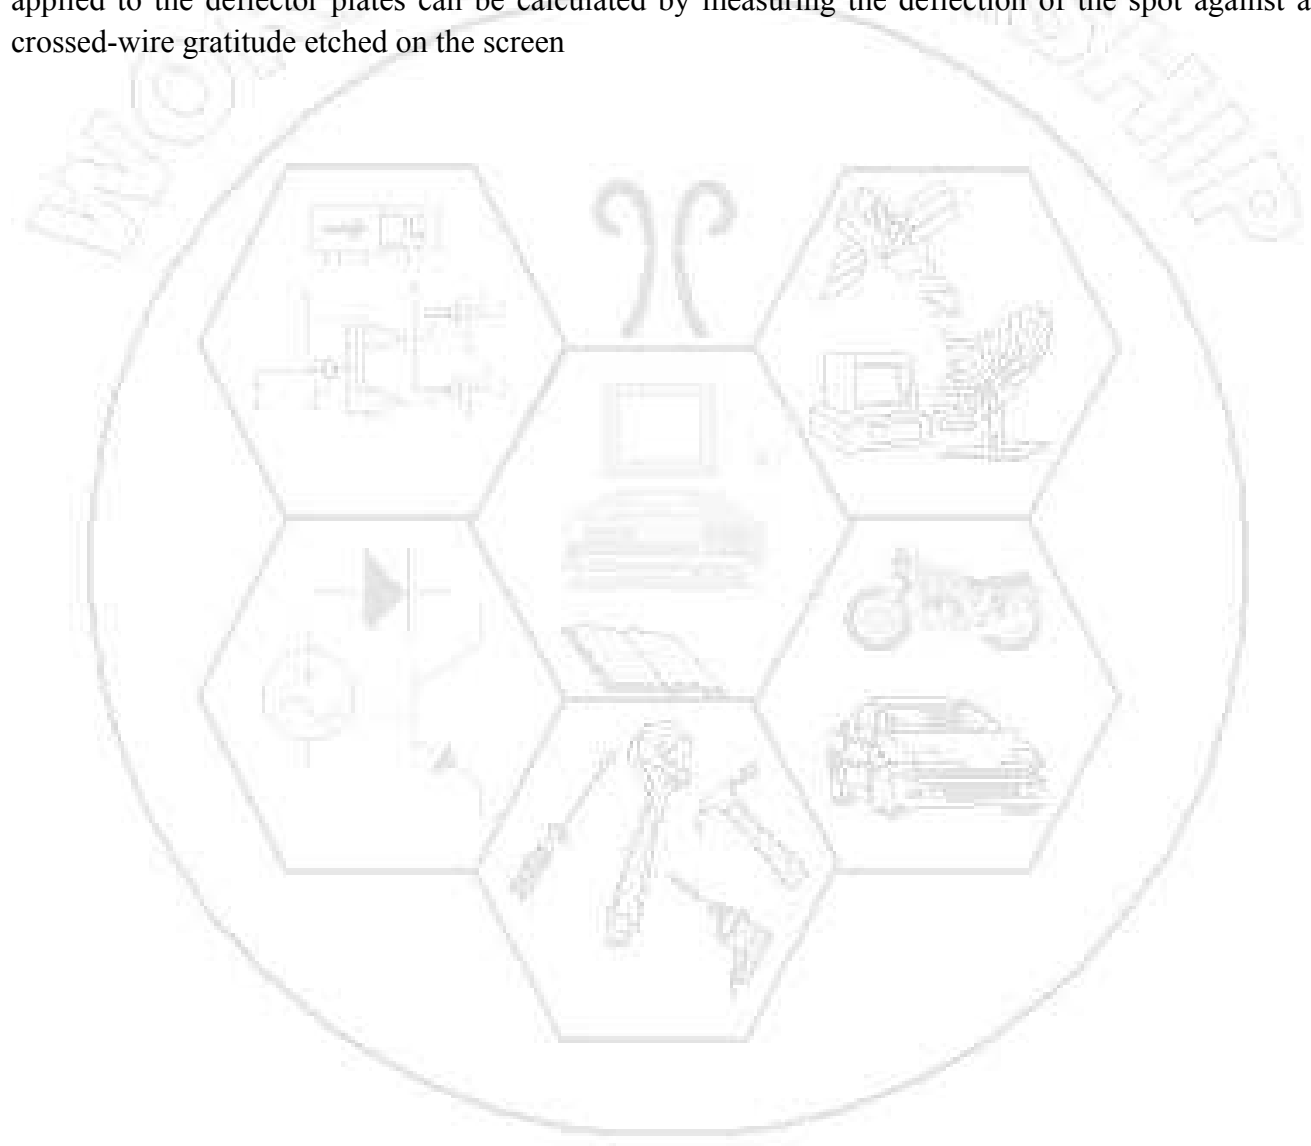 applied to the deflector plates can be calculated by measuring the deflection of the spot against a
crossed-wire gratitude etched on the screen